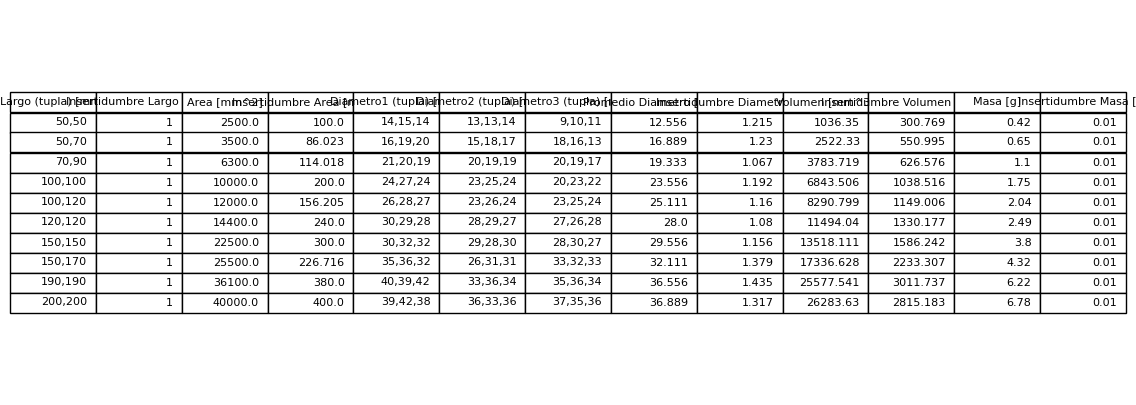 Largo (tupla) [mm Insertidumbre Largo Area [mm^2] Insertidumbre Area [m Diametro1 (tupla) [ Diametro2 (tupla) [ Diametro3 (tupla) [ Promedio Diametro Insertidumbre Diametro Volumen [mm^3 Insertidumbre Volumen Masa [g] Insertidumbre Masa [
50,50 1 2500.0 100.0 14,15,14 13,13,14 9,10,11 12.556 1.215 1036.35 300.769 0.42 0.01
50,70 1 3500.0 86.023 16,19,20 15,18,17 18,16,13 16.889 1.23 2522.33 550.995 0.65 0.01
70,90 1 6300.0 114.018 21,20,19 20,19,19 20,19,17 19.333 1.067 3783.719 626.576 1.1 0.01
100,100 1 10000.0 200.0 24,27,24 23,25,24 20,23,22 23.556 1.192 6843.506 1038.516 1.75 0.01
100,120 1 12000.0 156.205 26,28,27 23,26,24 23,25,24 25.111 1.16 8290.799 1149.006 2.04 0.01
120,120 1 14400.0 240.0 30,29,28 28,29,27 27,26,28 28.0 1.08 11494.04 1330.177 2.49 0.01
150,150 1 22500.0 300.0 30,32,32 29,28,30 28,30,27 29.556 1.156 13518.111 1586.242 3.8 0.01
150,170 1 25500.0 226.716 35,36,32 26,31,31 33,32,33 32.111 1.379 17336.628 2233.307 4.32 0.01
190,190 1 36100.0 380.0 40,39,42 33,36,34 35,36,34 36.556 1.435 25577.541 3011.737 6.22 0.01
200,200 1 40000.0 400.0 39,42,38 36,33,36 37,35,36 36.889 1.317 26283.63 2815.183 6.78 0.01